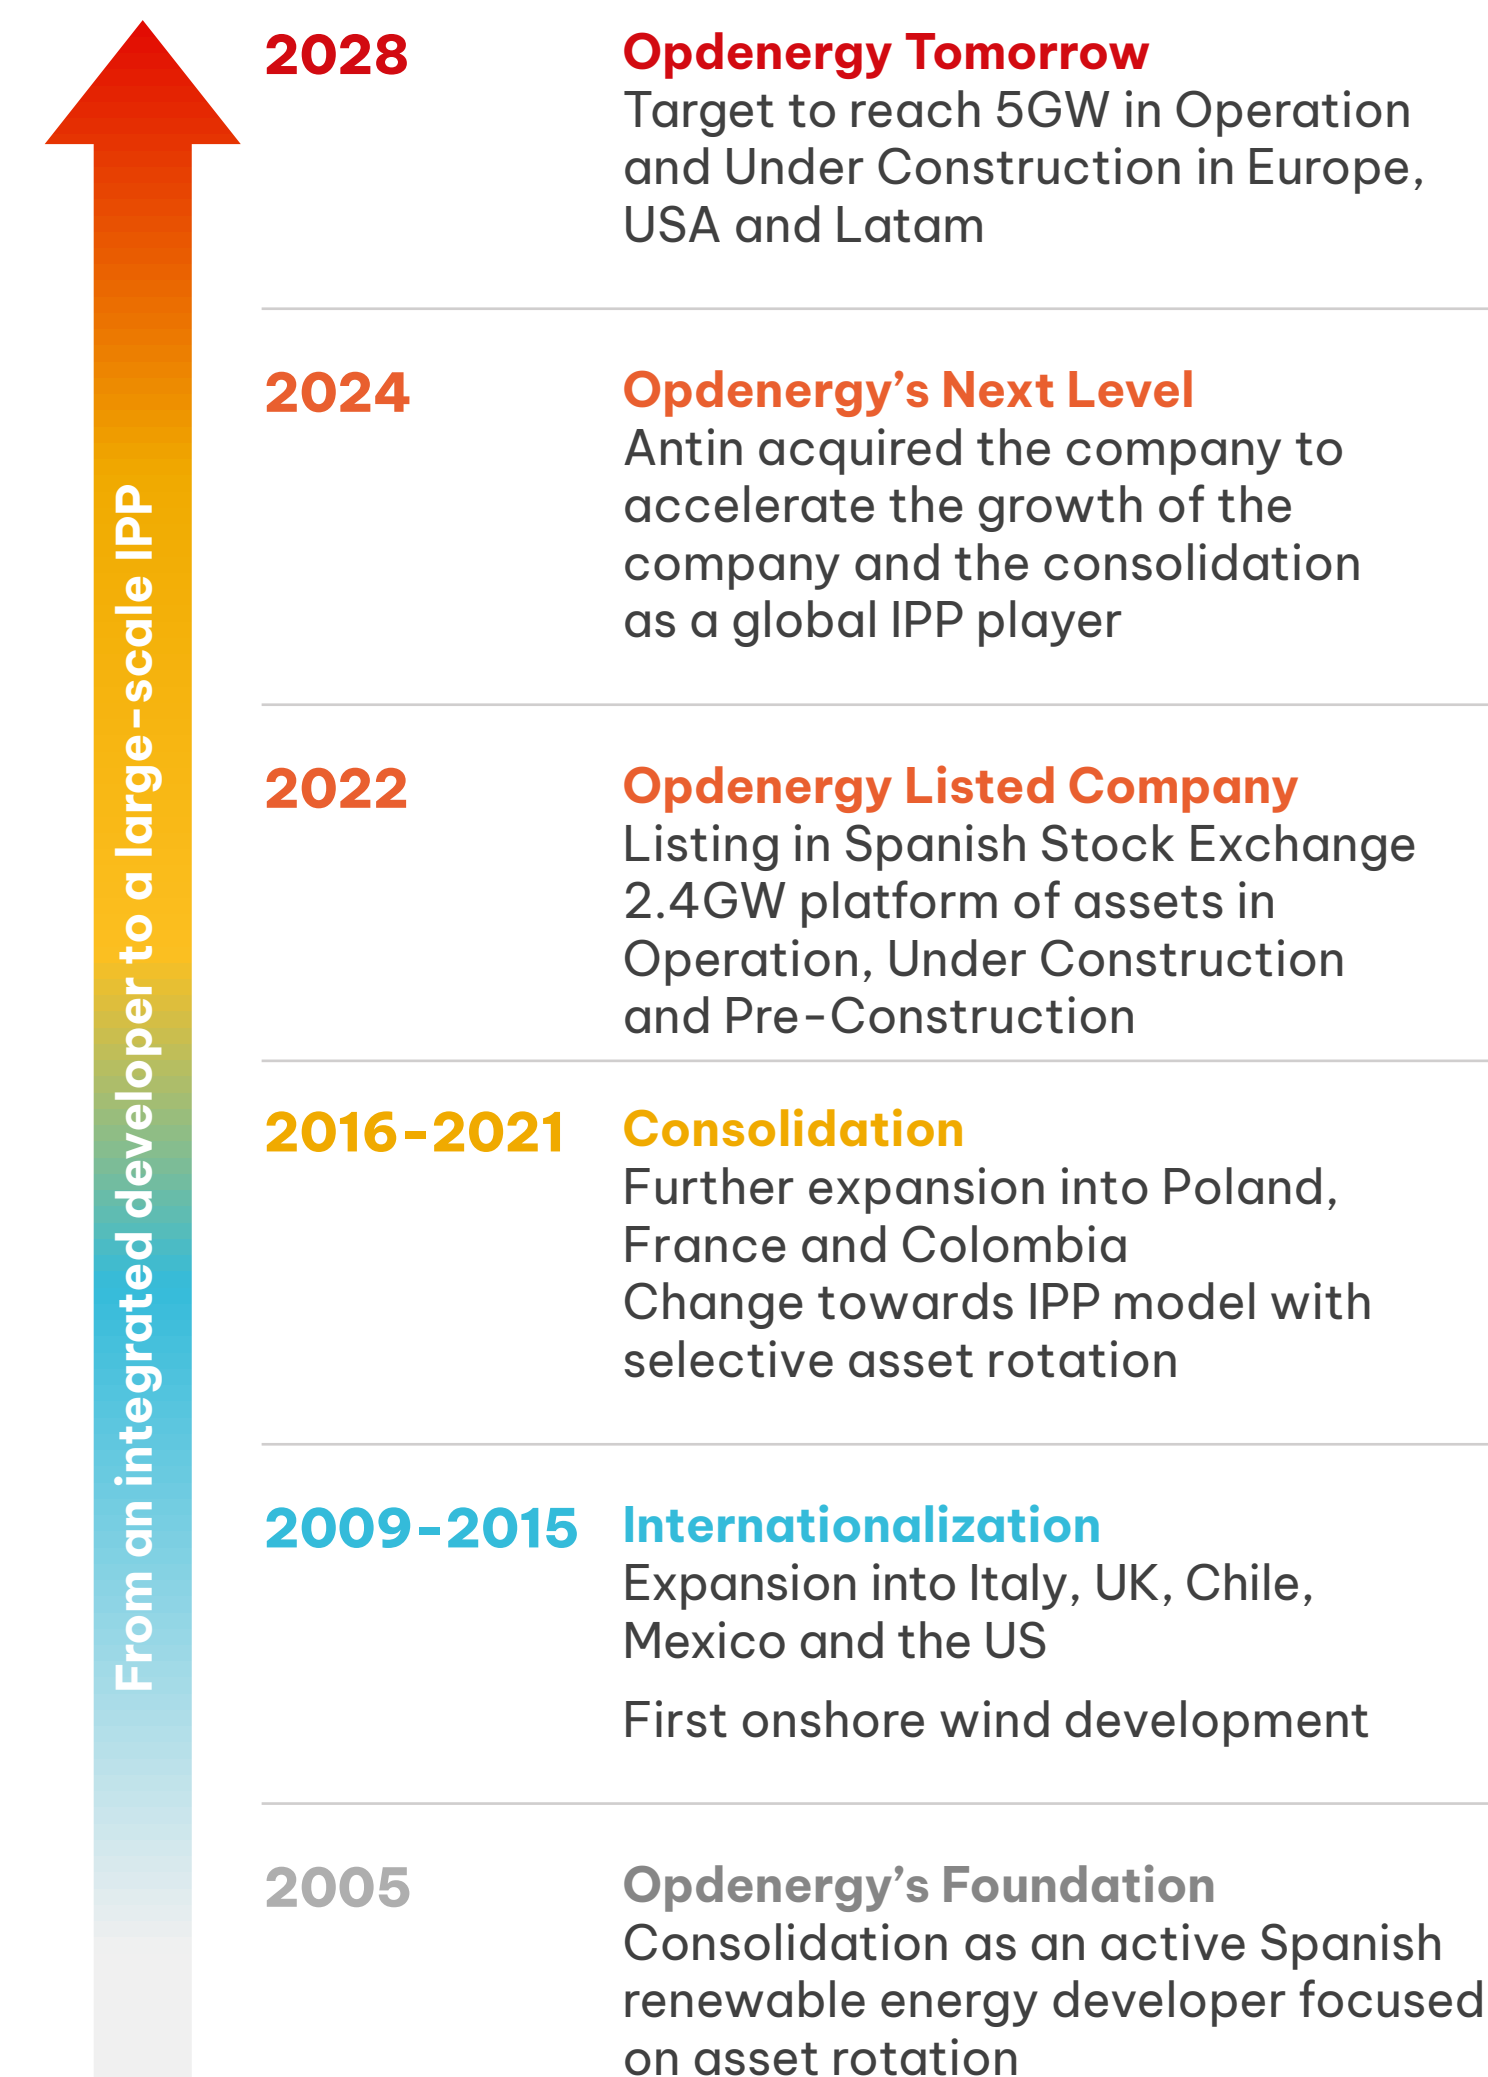 2028
Opdenergy Tomorrow
Target to reach 5GW in Operation
and Under Construction in Europe,
USA and Latam
2024
Opdenergy’s Next Level
Antin acquired the company to
accelerate the growth of the
company and the consolidation
as a global IPP player
2022
Opdenergy Listed Company
Listing in Spanish Stock Exchange
2.4GW platform of assets in
Operation, Under Construction
and Pre-Construction
2016-2021
Consolidation
Further expansion into Poland,
France and Colombia
Change towards IPP model with
selective asset rotation
2009-2015
Internationalization
Expansion into Italy, UK, Chile,
Mexico and the US
First onshore wind development
2005
Opdenergy’s Foundation
Consolidation as an active Spanish
renewable energy developer focused
on asset rotation
From an integrated developer to a large-scale IPP